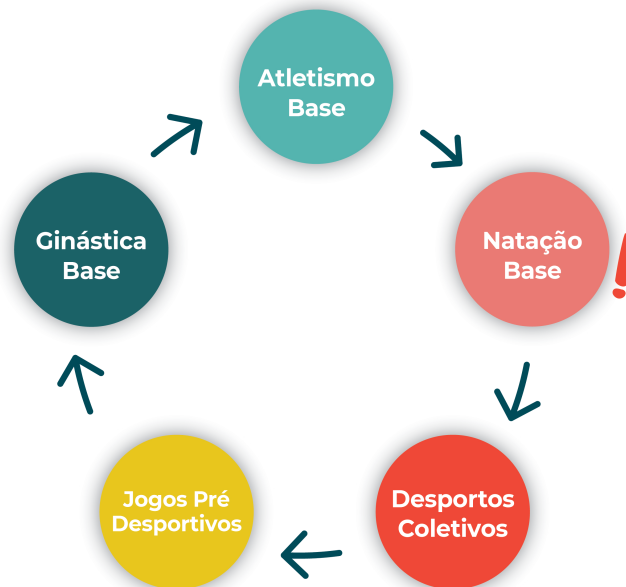 Atletismo
Base
Natação
Base
Desportos
Coletivos
Jogos Pré
Desportivos
Ginástica
Base
!